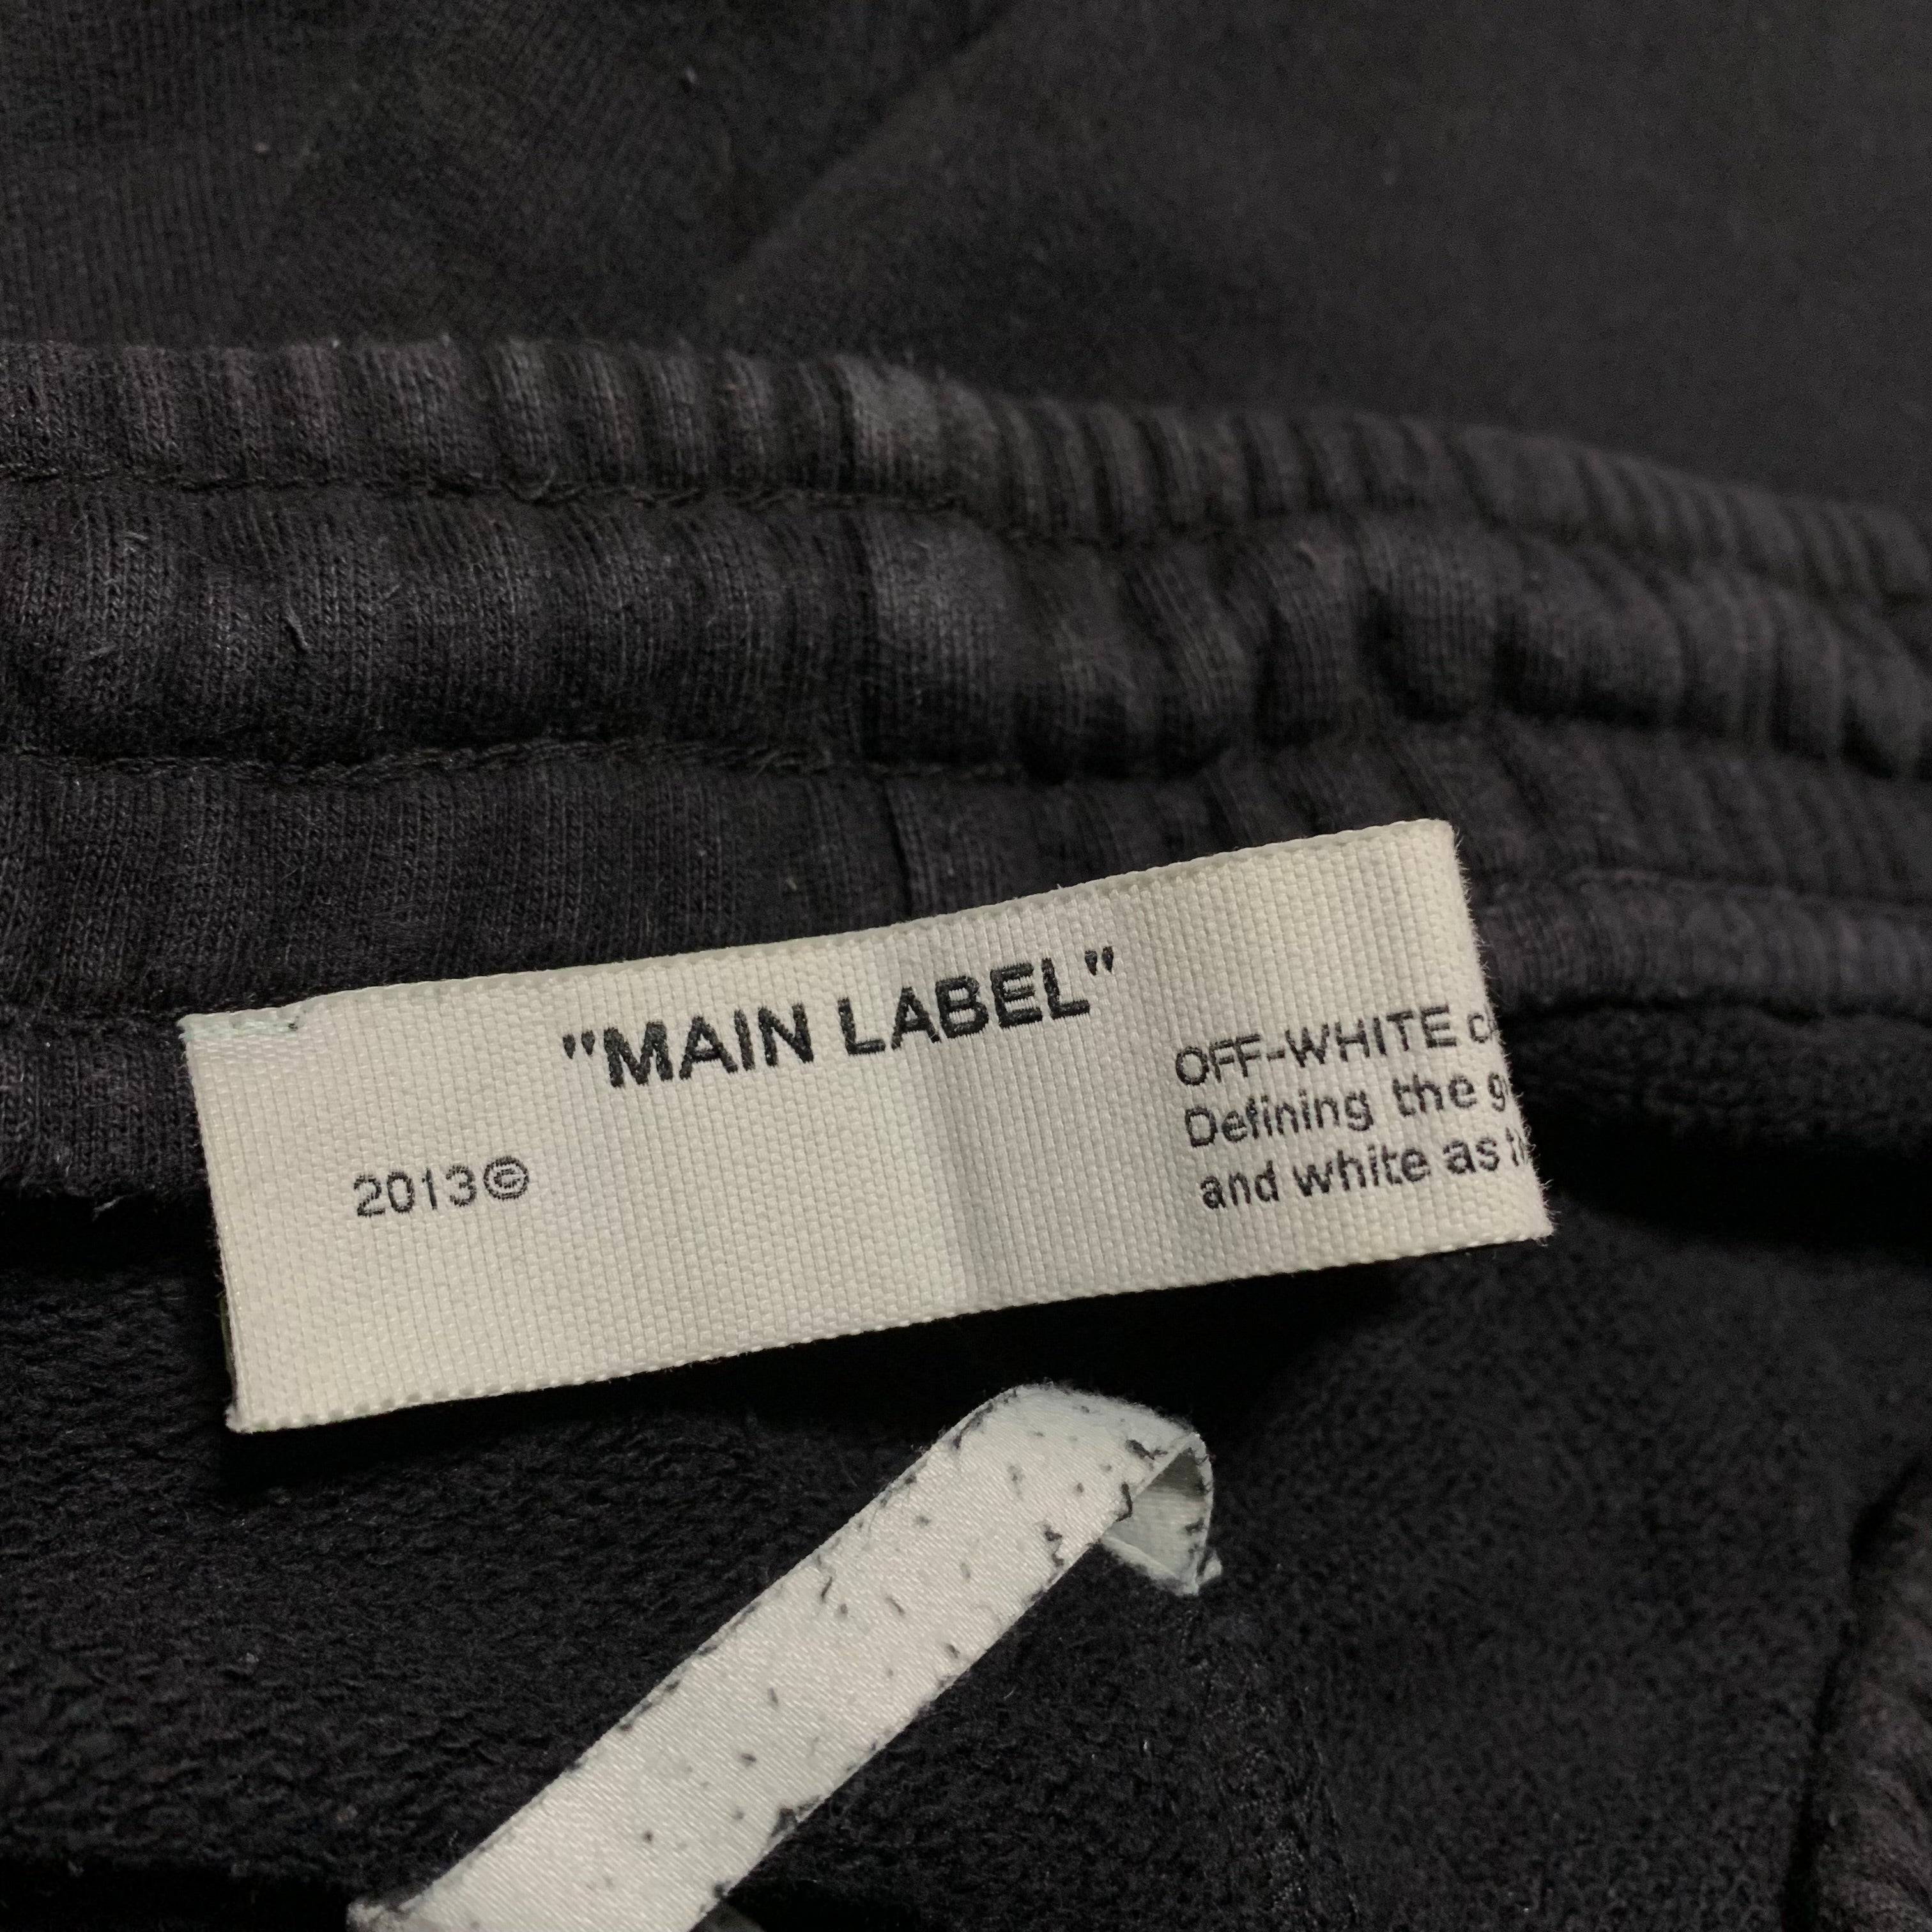 "MAIN LABEL"
2013©
OFF-WHITE
Defining the
and white as